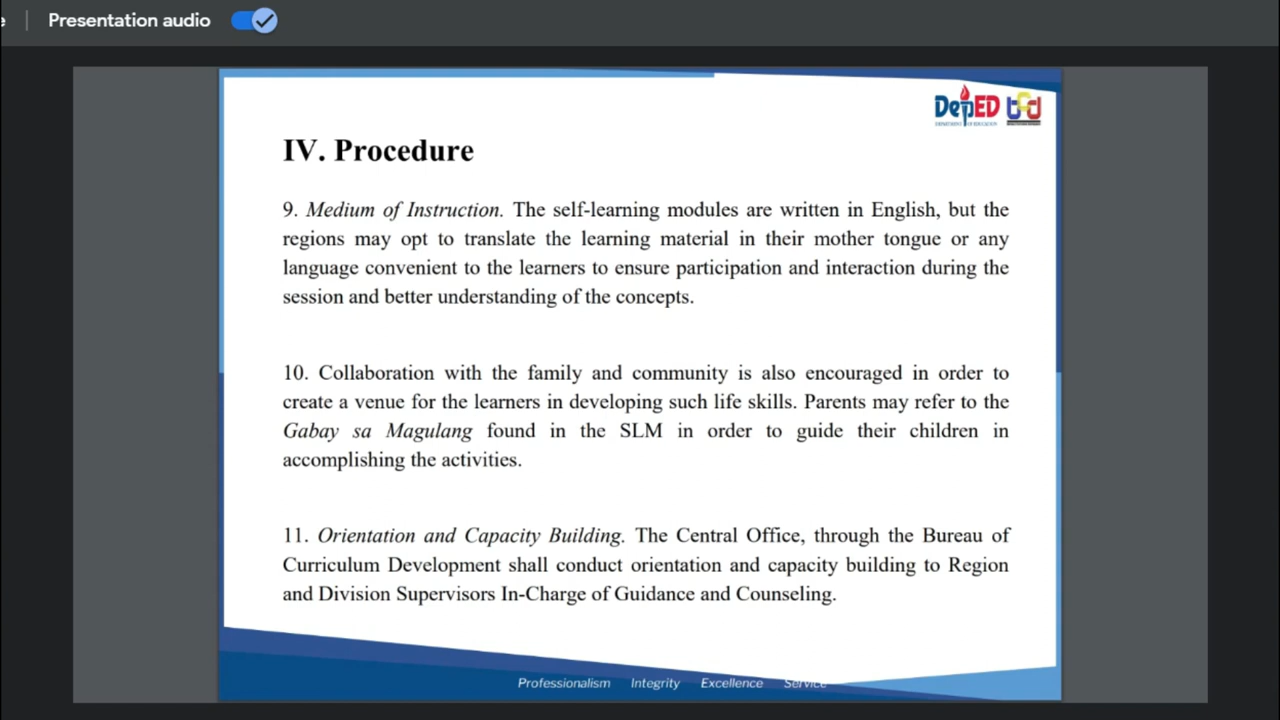 e
Presentation audio
DepED
DEPARTMENT OF EDUCATION
IV. Procedure
9. Medium of Instruction. The self-learning modules are written in English, but the
regions may opt to translate the learning material in their mother tongue or any
language convenient to the learners to ensure participation and interaction during the
session and better understanding of the concepts.
10. Collaboration with the family and community is also encouraged in order to
create a venue for the learners in developing such life skills. Parents may refer to the
Gabay sa Magulang found in the SLM in order to guide their children in
accomplishing the activities.
11. Orientation and Capacity Building. The Central Office, through the Bureau of
Curriculum Development shall conduct orientation and capacity building to Region
and Division Supervisors In-Charge of Guidance and Counseling.
Professionalism Integrity Excellence Service